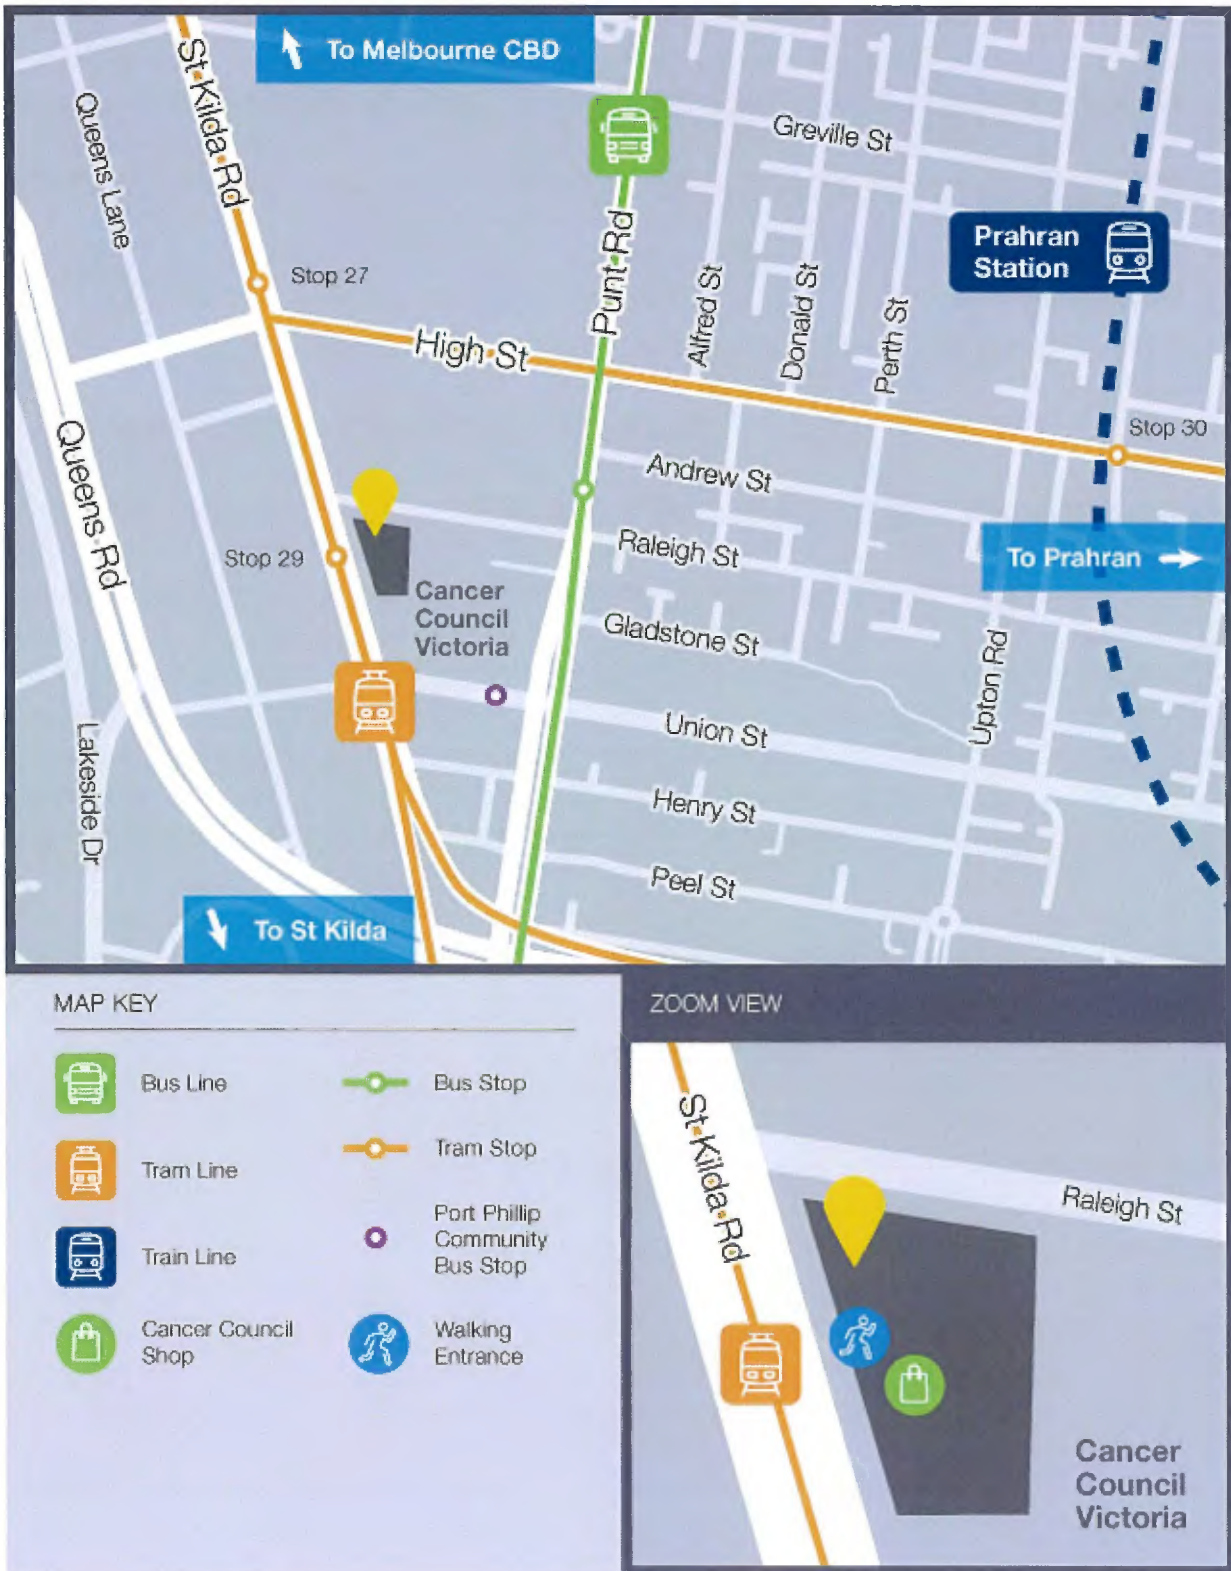 To Melbourne CBD
St Kilda Rd
Queens Lane
Greville St
Prahran
Station
Stop 27
Punt Rd
Alfred St
Donald St
Perth St
High St
Stop 30
Queens Rd
Andrew St
Stop 29
Raleigh St
To Prahran
Cancer
Council
Victoria
Gladstone St
Upton Rd
Union St
Lakeside Dr
Henry St
Peel St
To St Kilda
MAP KEY
Bus Line
Bus Stop
Tram Line
Tram Stop
Train Line
Port Phillip
Community
Bus Stop
Cancer Council
Shop
Walking
Entrance
ZOOM VIEW
St Kilda Rd
Raleigh St
Cancer
Council
Victoria